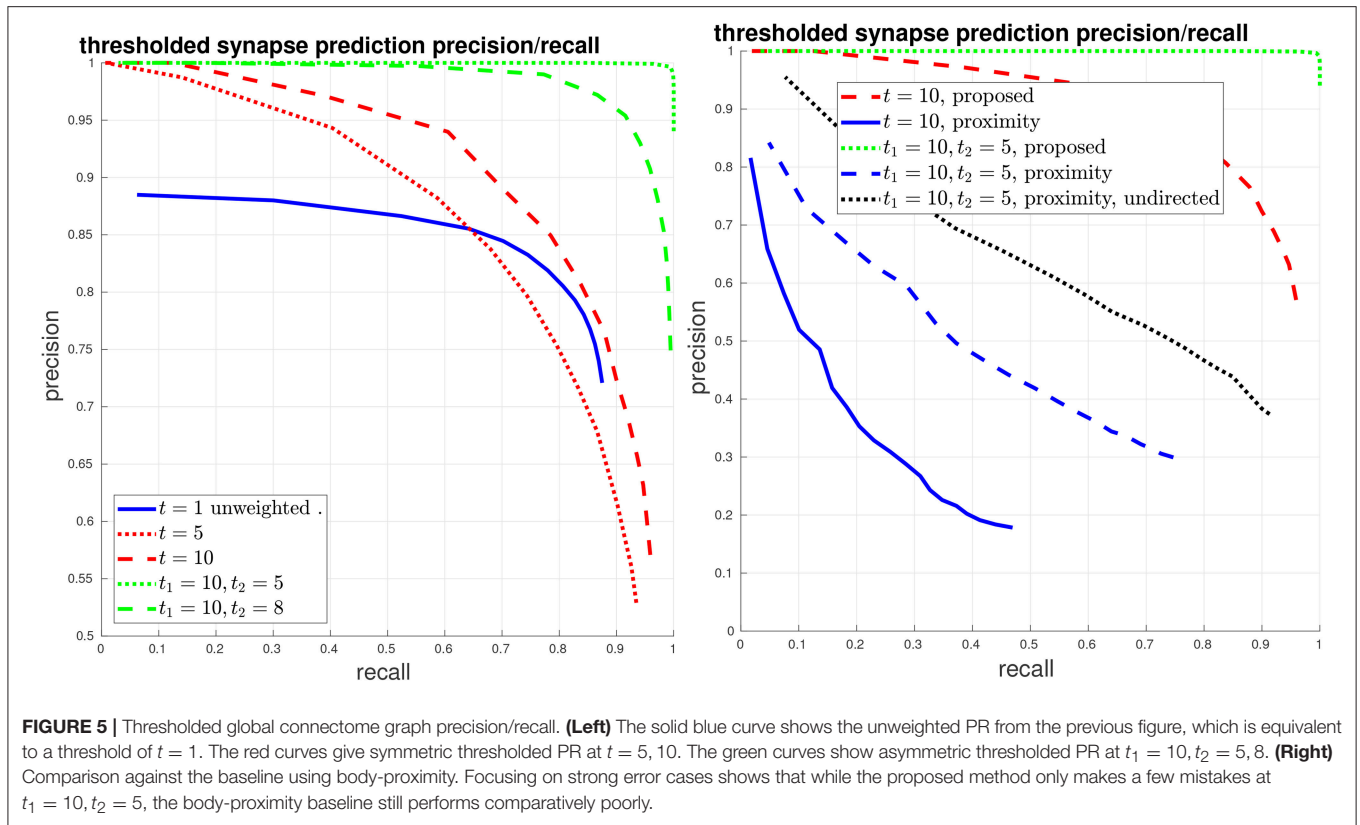 thresholded synapse prediction precision/recall
1
0.95
0.9
0.85
0.8
0.75
0.7
0.65
0.6
0.55
0.5
precision
t = 1 unweighted .
t = 5
t = 10
t₁ = 10, t₂ = 5
t₁ = 10, t₂ = 8
0 0.1 0.2 0.3 0.4 0.5 0.6 0.7 0.8 0.9 1
recall
thresholded synapse prediction precision/recall
1
0.9
0.8
0.7
0.6
0.5
0.4
0.3
0.2
0.1
0
precision
t = 10, proposed
t = 10, proximity
t₁ = 10, t₂ = 5, proposed
t₁ = 10, t₂ = 5, proximity
t₁ = 10, t₂ = 5, proximity, undirected
0 0.1 0.2 0.3 0.4 0.5 0.6 0.7 0.8 0.9 1
recall
FIGURE 5 | Thresholded global connectome graph precision/recall. (Left) The solid blue curve shows the unweighted PR from the previous figure, which is equivalent
to a threshold of t = 1. The red curves give symmetric thresholded PR at t = 5, 10. The green curves show asymmetric thresholded PR at t₁ = 10, t₂ = 5, 8. (Right)
Comparison against the baseline using body-proximity. Focusing on strong error cases shows that while the proposed method only makes a few mistakes at
t₁ = 10, t₂ = 5, the body-proximity baseline still performs comparatively poorly.